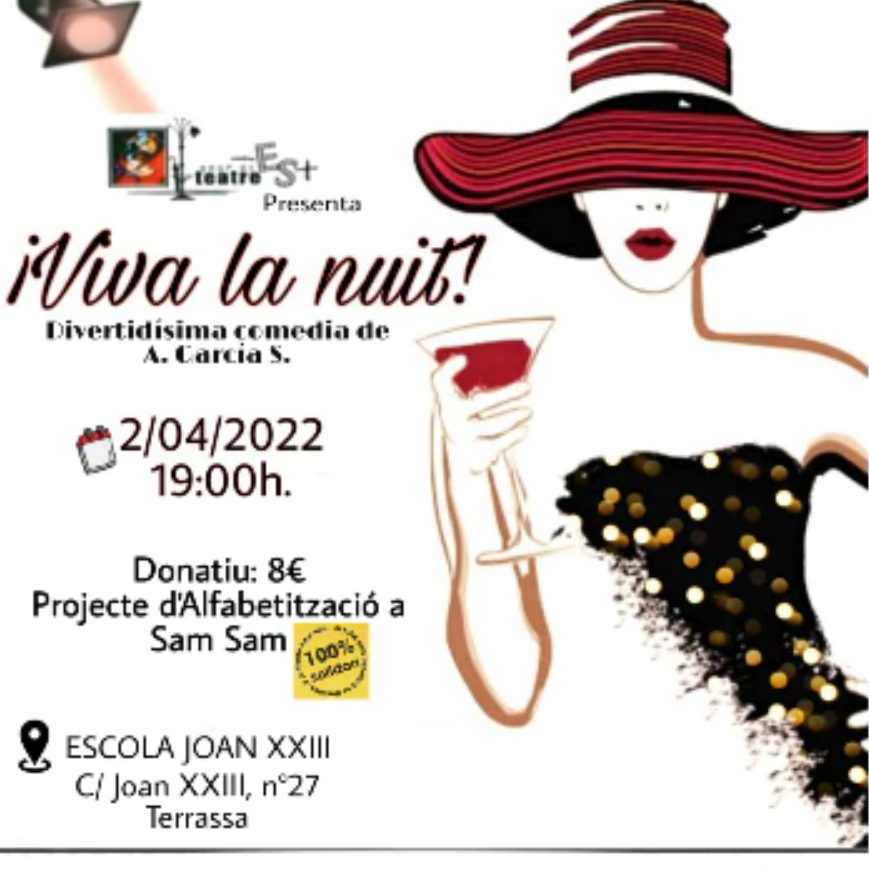 teatre ES+
Presenta
¡Viva la nuit!
Divertidísima comedia de
A. García S.
2/04/2022
19:00h.
Donatiu: 8€
Projecte d'Alfabetització a
Sam Sam
100%
solidari
ESCOLA JOAN XXIII
C/ Joan XXIII, n°27
Terrassa